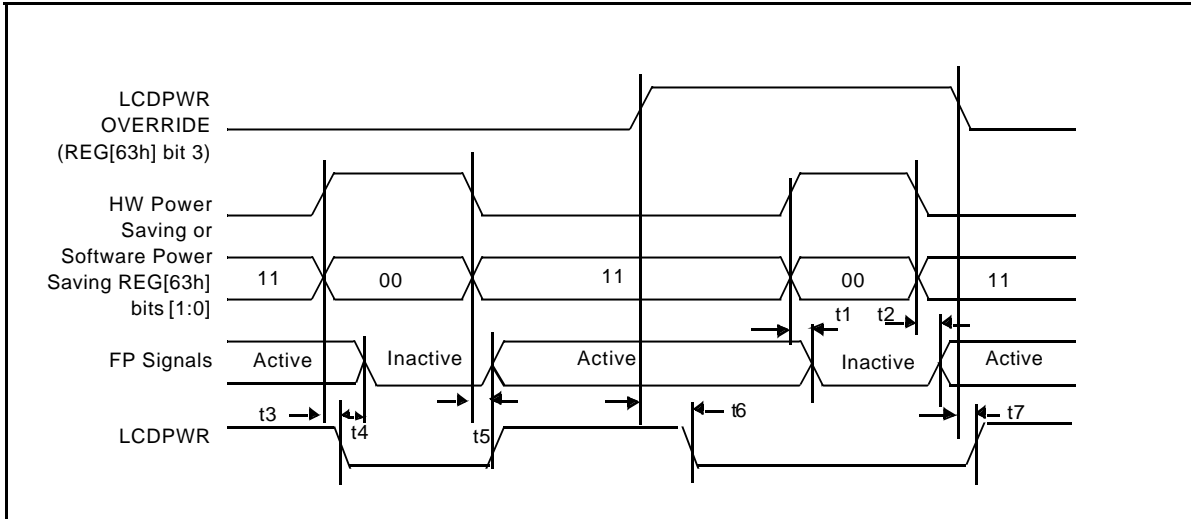 LCDPWR
OVERRIDE
(REG[63h] bit 3)
HW Power
Saving or
Software Power
Saving REG[63h]
bits [1:0]
11
00
11
00
11
t1
t2
FP Signals
Active
Inactive
Active
Inactive
Active
t3
t4
t5
t6
t7
LCDPWR